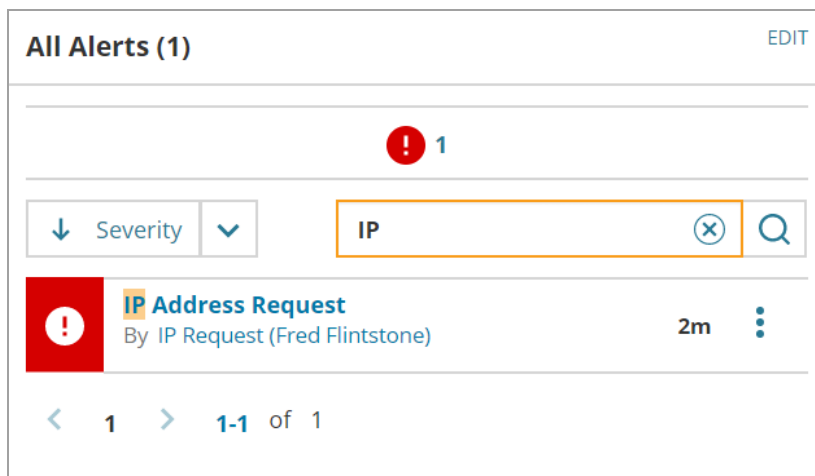 All Alerts (1)
EDIT
1
Severity
IP
IP Address Request
By IP Request (Fred Flintstone)
2m
1 1-1 of 1